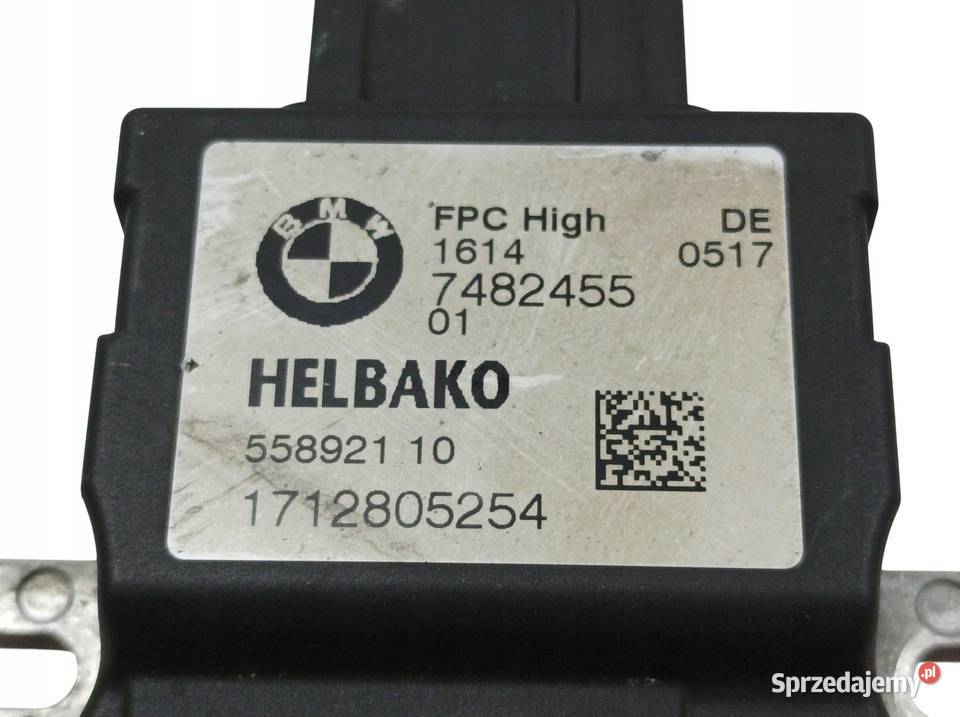 BMW
FPC High DE
1614 0517
7482455
01
HELBAKO
558921 10
1712805254
Sprzedajemy.pl